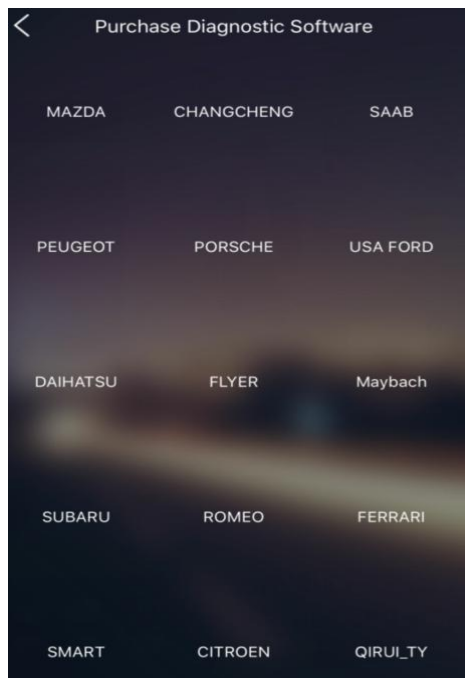 Purchase Diagnostic Software
MAZDA CHANGCHENG SAAB
PEUGEOT PORSCHE USA FORD
DAIHATSU FLYER Maybach
SUBARU ROMEO FERRARI
SMART CITROEN QIRUI_TY